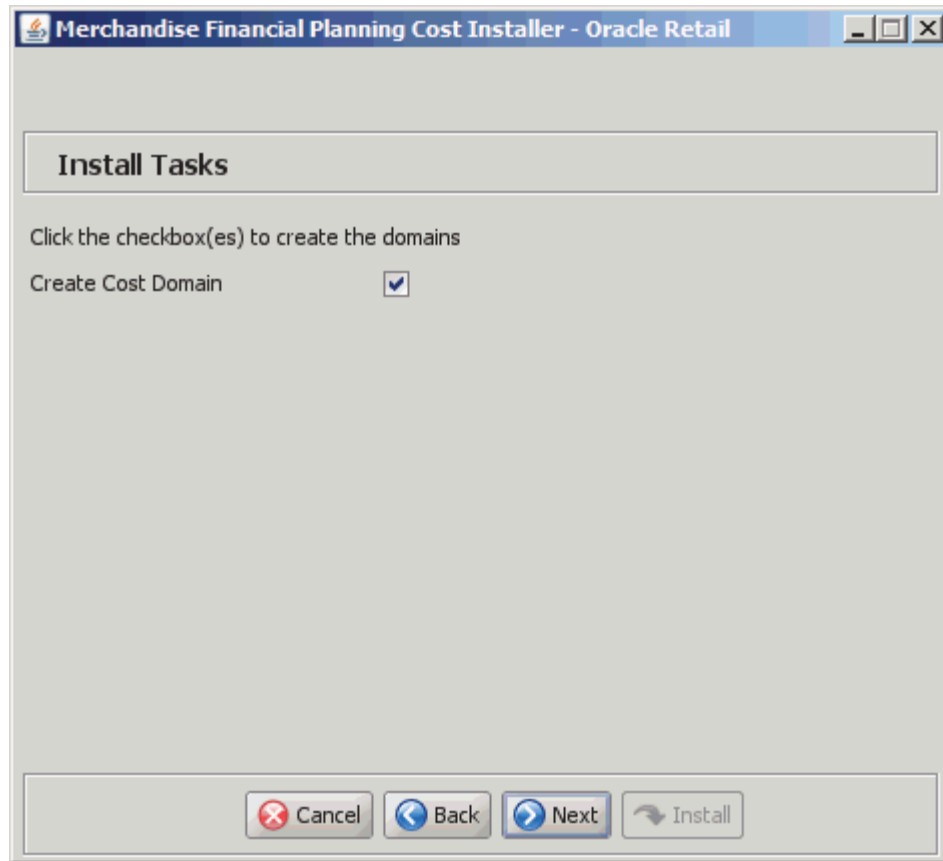 Merchandise Financial Planning Cost Installer - Oracle Retail
Install Tasks
Click the checkbox(es) to create the domains
Create Cost Domain
Cancel Back Next Install